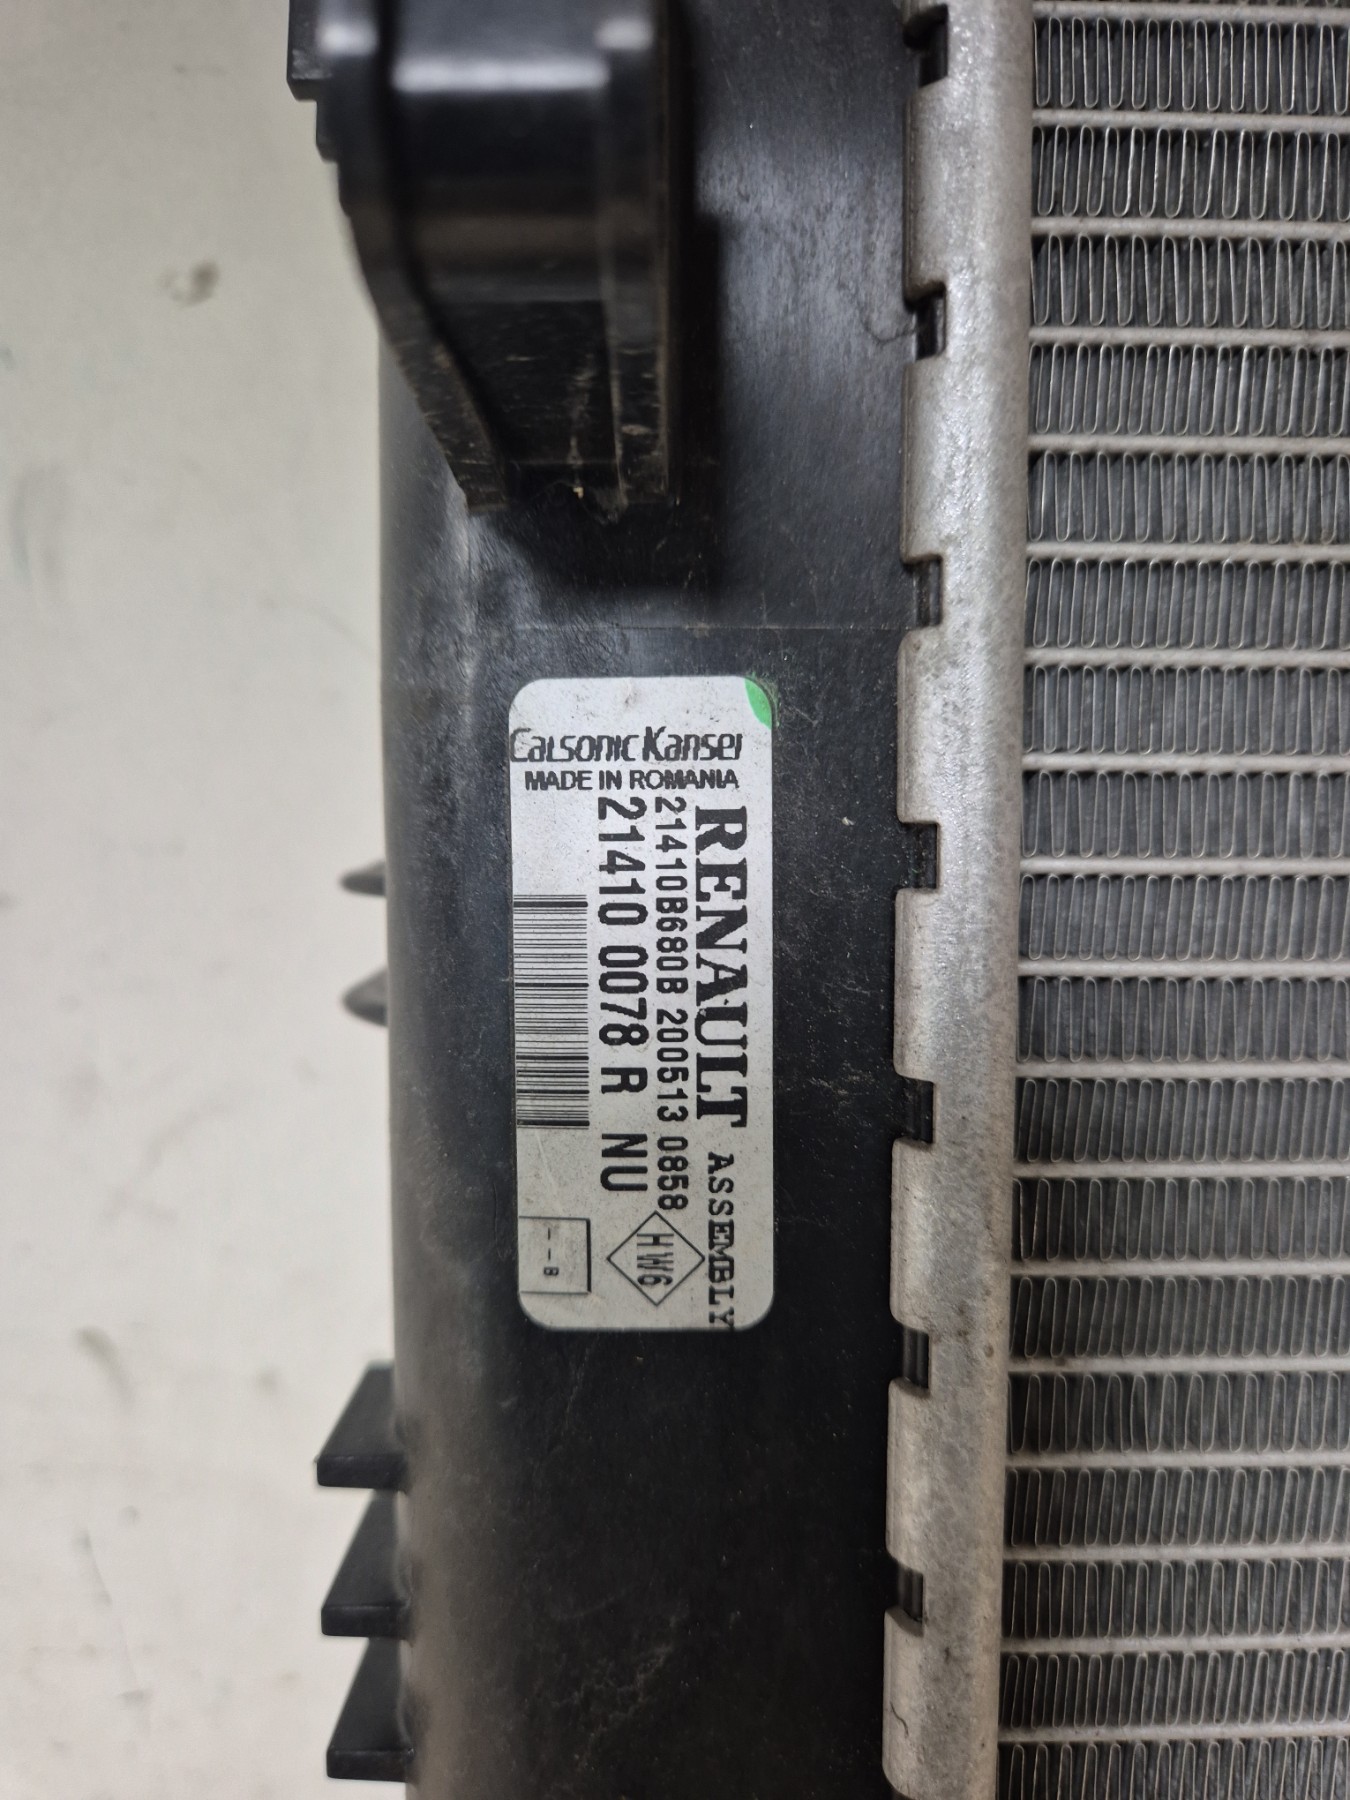 Calsonic Kansei
MADE IN ROMANIA
RENAULT ASSEMBLY
21410B680B 200513 0858
21410 0078 R NU
HW6
--B